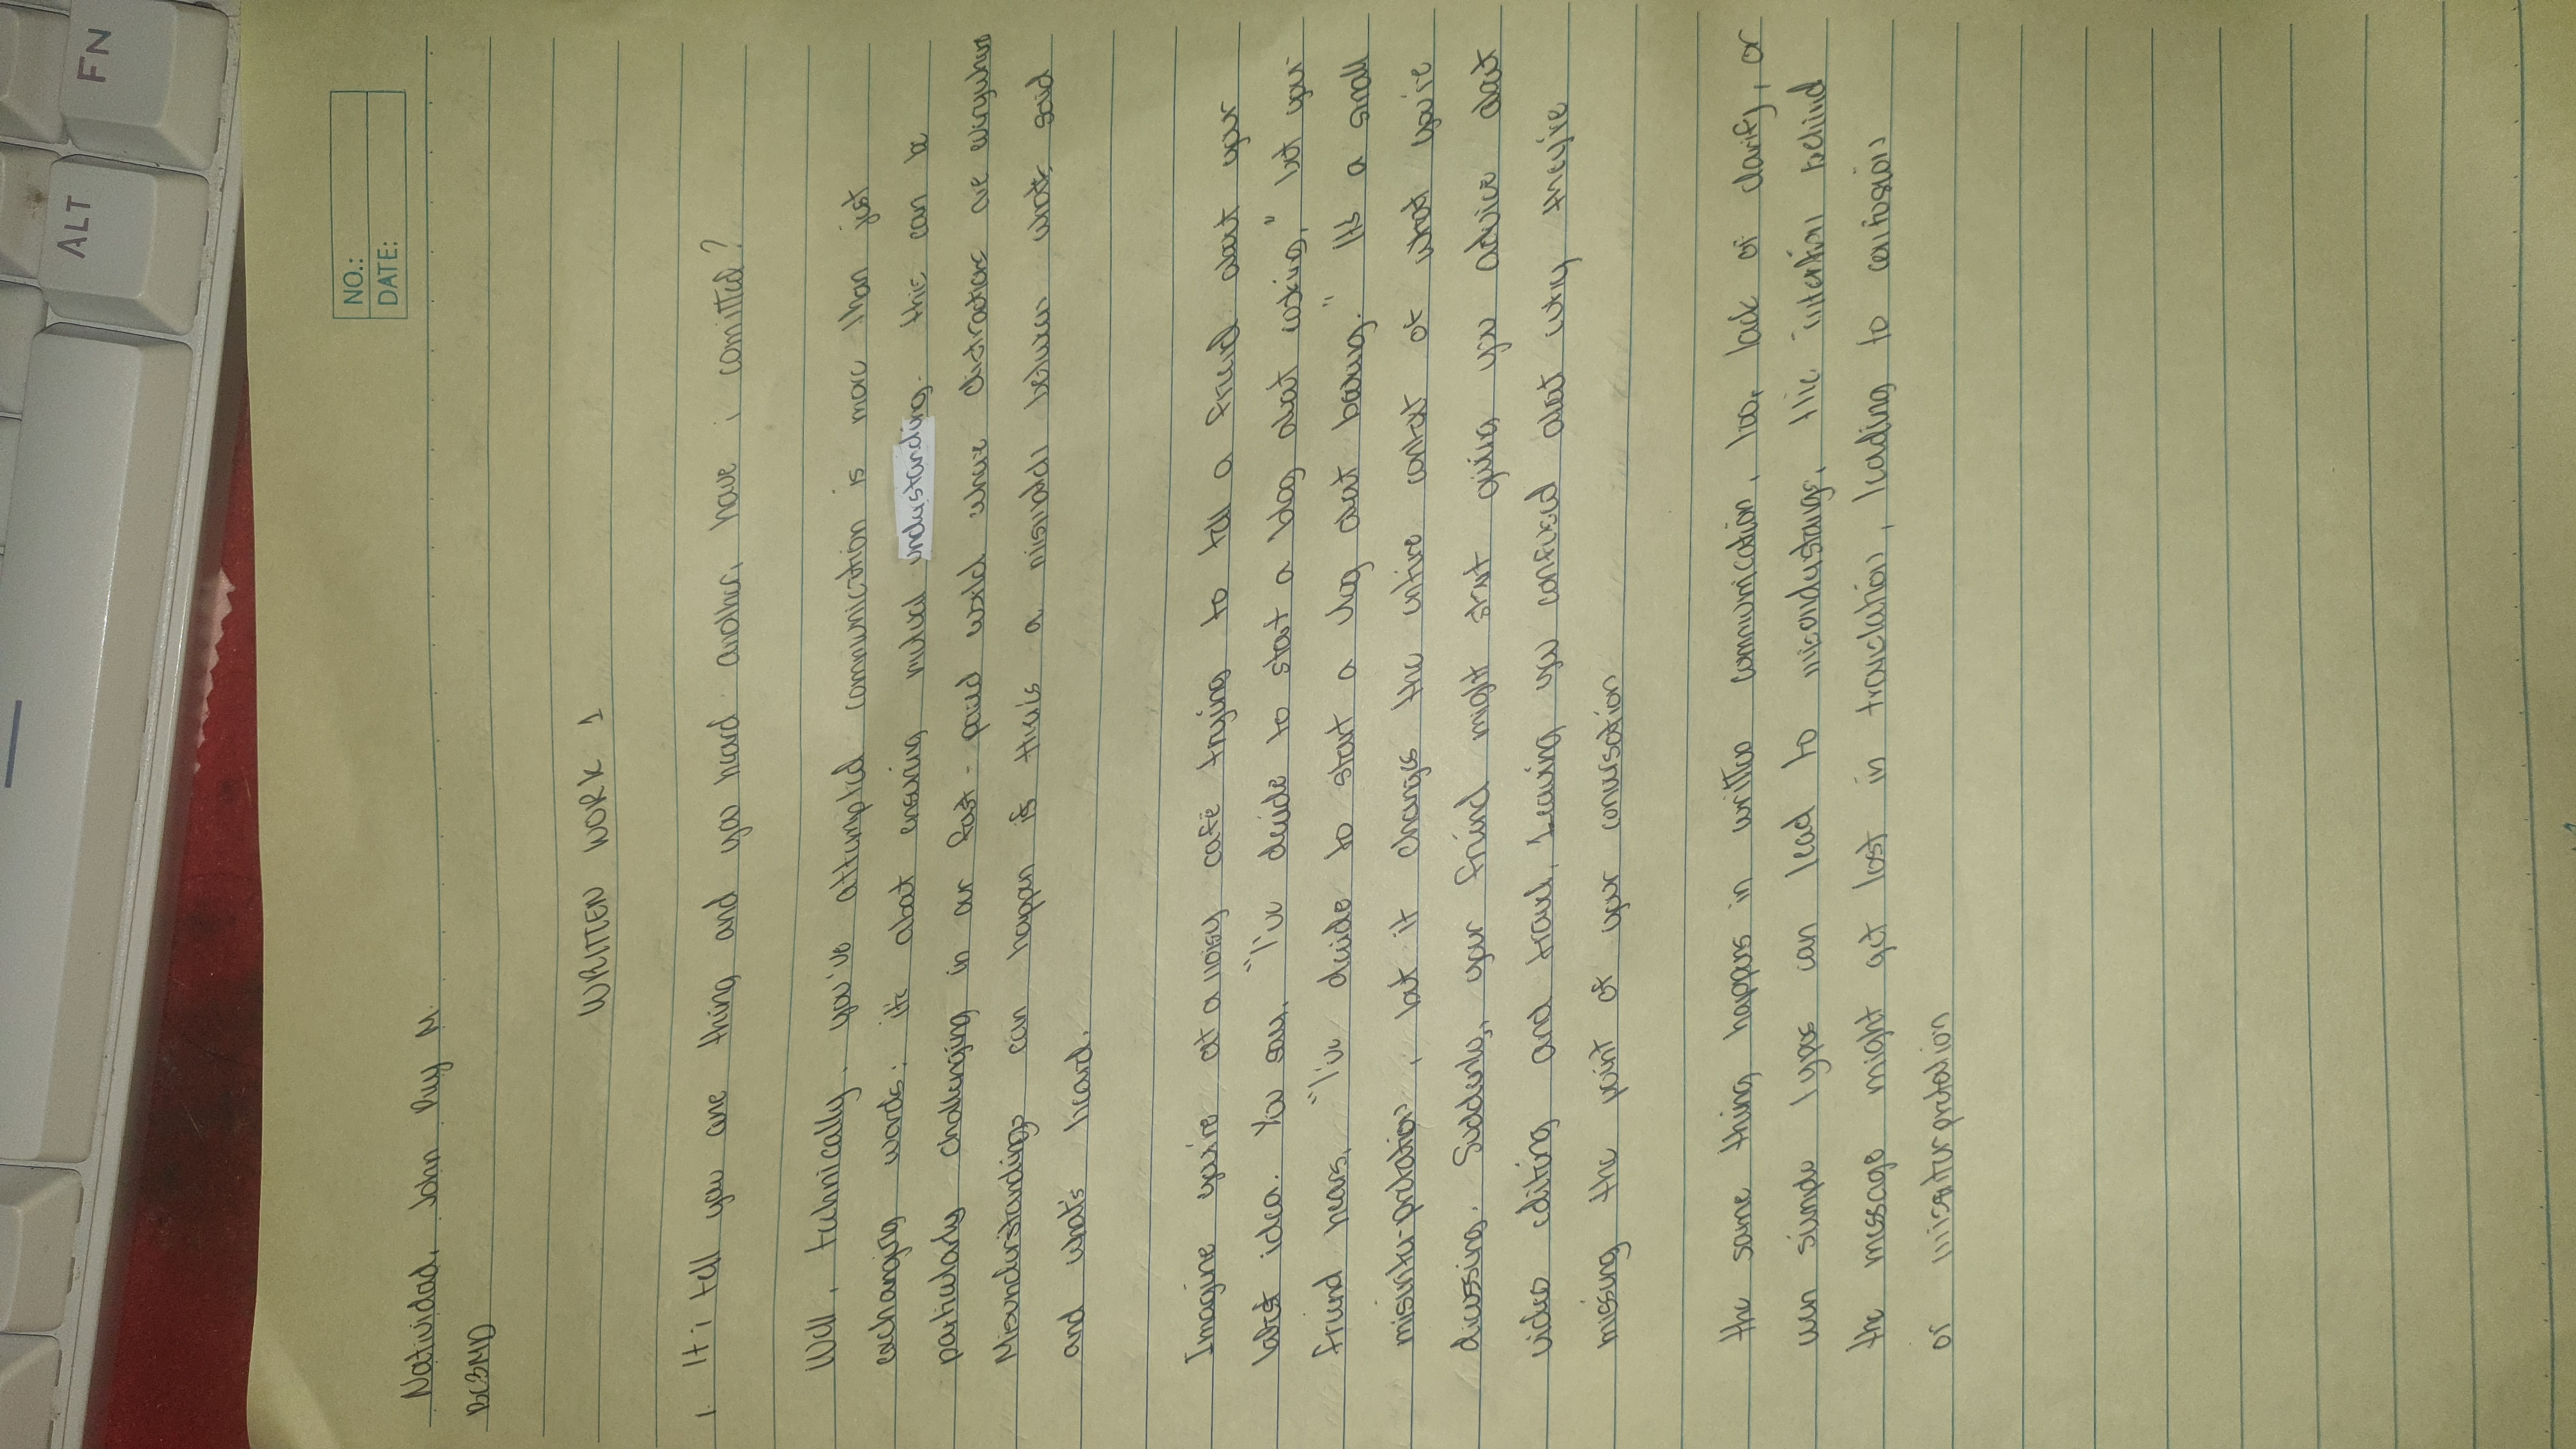 ALT
FN
NO.:
DATE:
Natividad, John Ray M.
BC3MD
WRITTEN WORK 1
1. If i tell you one thing and you heard another, have i comitted?
Well, technically, you've attempted communication is more than just
exchanging words; it's about ensuring mutual understanding. this can be
particularly challenging in our fast-paced world where distractions are everywhere
Misunderstandings can happen if there's a mismatch between what's said
and what's heard.
Imagine you're at a noisy café trying to tell a friend about your
latest idea. You say, "I've decide to start a blog about cooking," but your
friend hears, "I've decide to start a vlog about It's a small
misinter-pretation, but it changes the entire context of what you're
dicussing. Suddenly, your friend might start giving you advice about
video editing and travel, Leaving you confused about why they're
missing the point of your conversation
the same thing happens in written communication, too, lack of clarify, or
even simple typos can lead to misunderstangs, the intention behind
the message might get lost in translation, leading to confusion
or misinterpretation